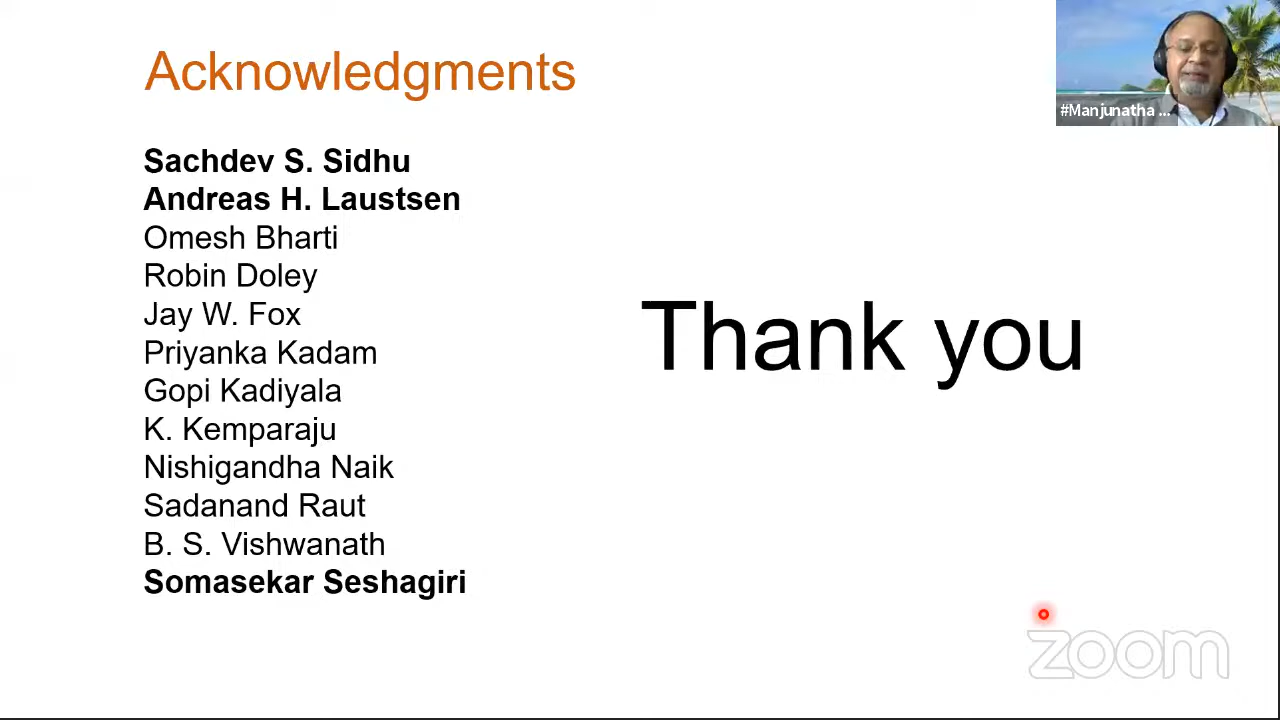 Acknowledgments
#Manjunatha ...
Sachdev S. Sidhu
Andreas H. Laustsen
Omesh Bharti
Robin Doley
Jay W. Fox
Priyanka Kadam
Gopi Kadiyala
K. Kemparaju
Nishigandha Naik
Sadanand Raut
B. S. Vishwanath
Somasekar Seshagiri
Thank you
zoom